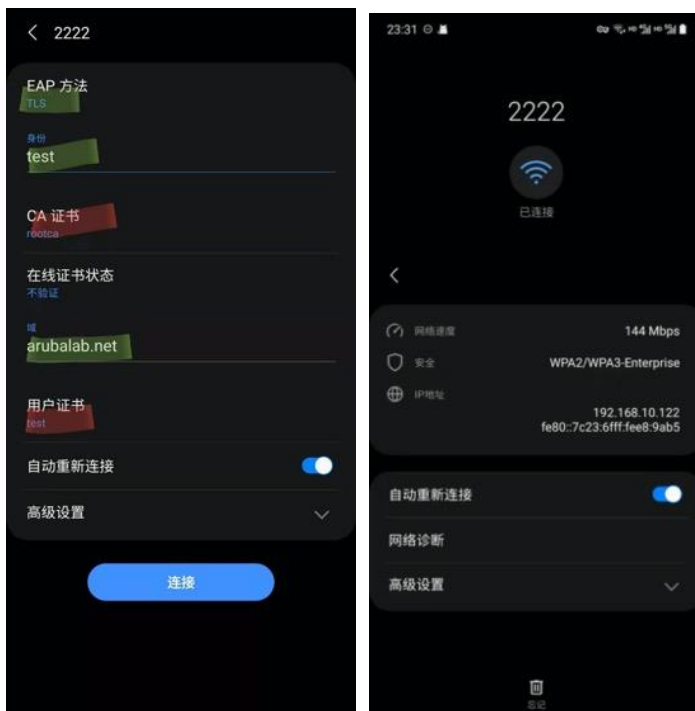 2222
EAP 方法
TLS
身份
test
CA 证书
rootca
在线证书状态
不验证
域
arubalab.net
用户证书
test
自动重新连接
高级设置
连接
23:31
2222
已连接
网络速度 144 Mbps
安全 WPA2/WPA3-Enterprise
IP地址
192.168.10.122
fe80::7c23:6fff:fee8:9ab5
自动重新连接
网络诊断
高级设置
忘记